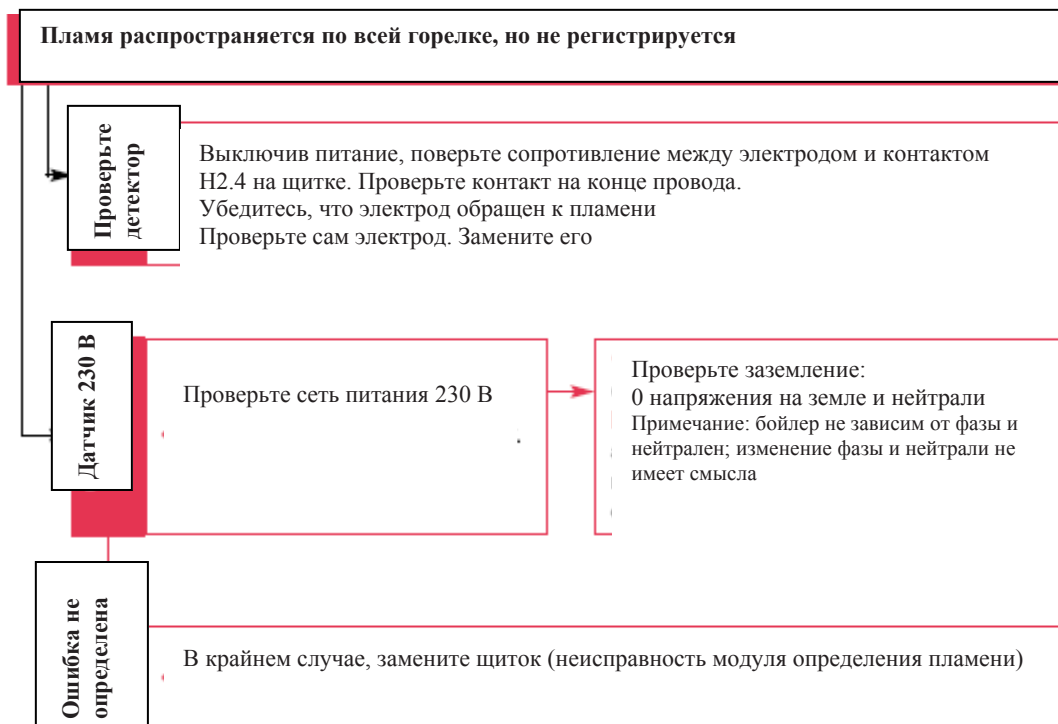 Пламя распространяется по всей горелке, но не регистрируется
Проверьте
детектор
Выключив питание, поверьте сопротивление между электродом и контактом
Н2.4 на щитке. Проверьте контакт на конце провода.
Убедитесь, что электрод обращен к пламени
Проверьте сам электрод. Замените его
Датчик 230 В
Проверьте сеть питания 230 В
Проверьте заземление:
0 напряжения на земле и нейтрали
Примечание: бойлер не зависим от фазы и
нейтрален; изменение фазы и нейтрали не
имеет смысла
Ошибка не
определена
В крайнем случае, замените щиток (неисправность модуля определения пламени)